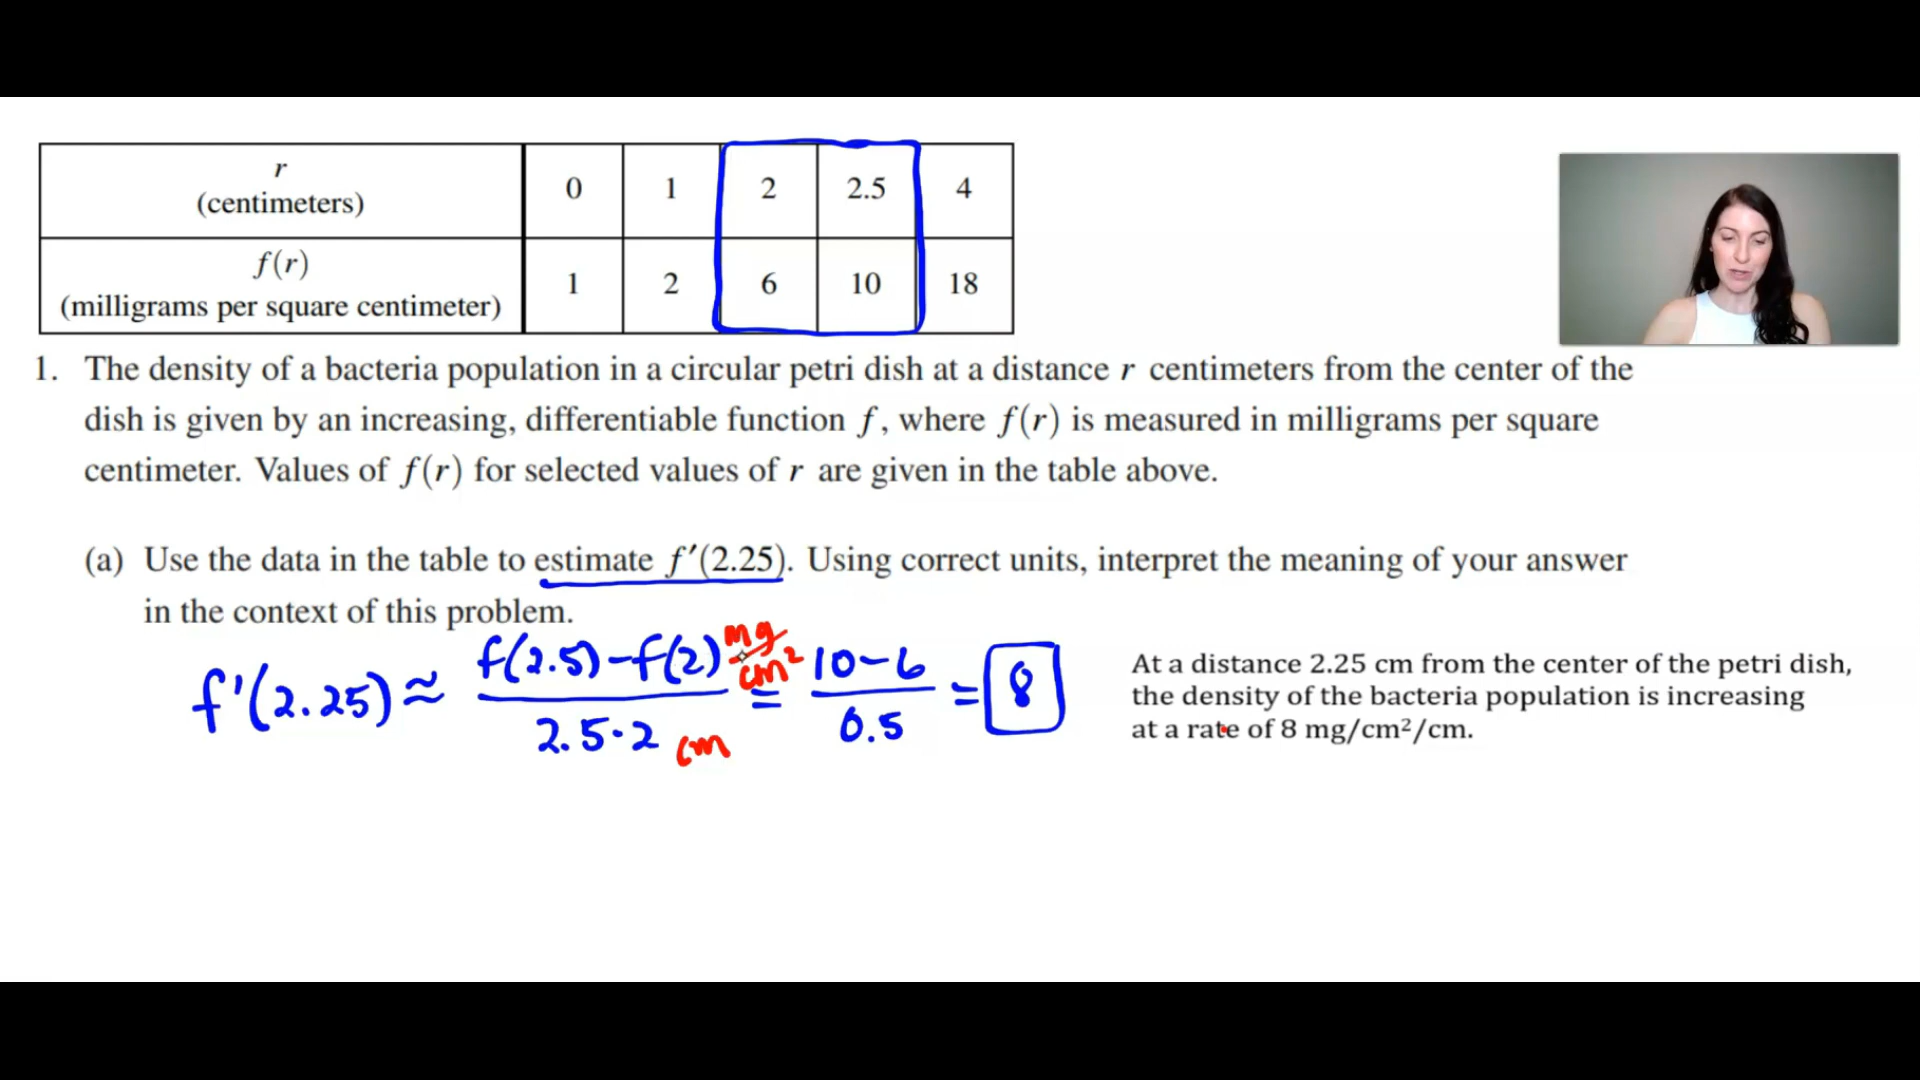 r (centimeters) 0 1 2 2.5 4
f(r) (milligrams per square centimeter) 1 2 6 10 18
1. The density of a bacteria population in a circular petri dish at a distance r centimeters from the center of the
dish is given by an increasing, differentiable function f, where f(r) is measured in milligrams per square
centimeter. Values of f(r) for selected values of r are given in the table above.
(a) Use the data in the table to estimate f′(2.25). Using correct units, interpret the meaning of your answer
in the context of this problem.
f'(2.25) ≈ f(2.5)-f(2) mg/cm² / 2.5-2 cm = 10-6 / 0.5 = 8
At a distance 2.25 cm from the center of the petri dish,
the density of the bacteria population is increasing
at a rate of 8 mg/cm²/cm.